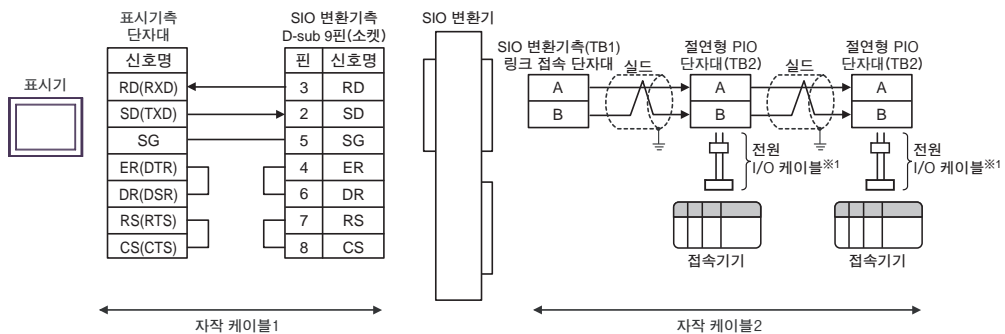 표시기
표시기측
단자대
신호명
RD(RXD)
SD(TXD)
SG
ER(DTR)
DR(DSR)
RS(RTS)
CS(CTS)
SIO 변환기측
D-sub 9핀(소켓)
핀 신호명
3 RD
2 SD
5 SG
4 ER
6 DR
7 RS
8 CS
자작 케이블1
SIO 변환기
SIO 변환기측(TB1)
링크 접속 단자대
A
B
실드
절연형 PIO
단자대(TB2)
A
B
전원
I/O 케이블※1
접속기기
실드
절연형 PIO
단자대(TB2)
A
B
전원
I/O 케이블※1
접속기기
자작 케이블2